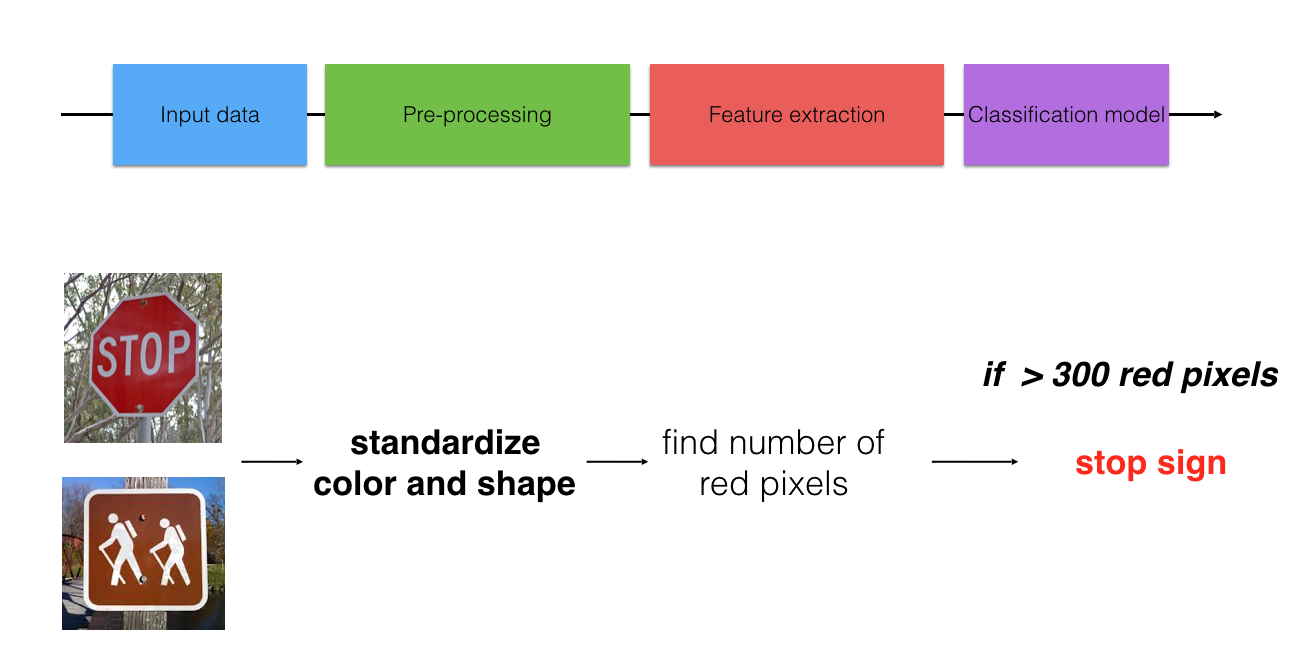 Input data
Pre-processing
Feature extraction
Classification model
STOP
if > 300 red pixels
standardize
color and shape
find number of
red pixels
stop sign